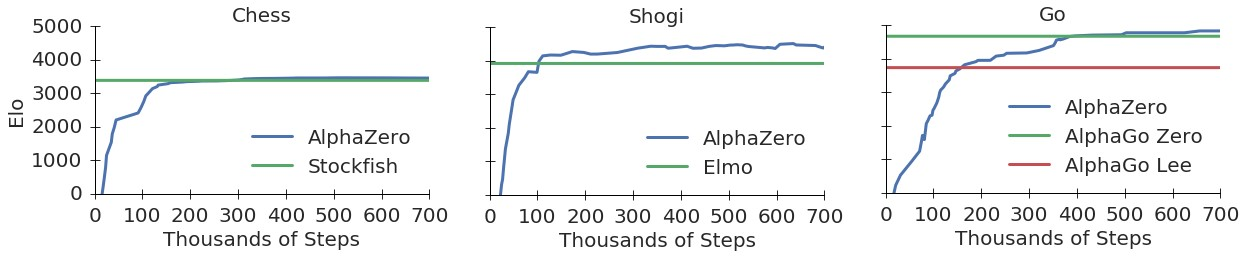 Chess
Elo
5000
4000
3000
2000
1000
0
AlphaZero
Stockfish
0 100 200 300 400 500 600 700
Thousands of Steps
Shogi
AlphaZero
Elmo
0 100 200 300 400 500 600 700
Thousands of Steps
Go
AlphaZero
AlphaGo Zero
AlphaGo Lee
0 100 200 300 400 500 600 700
Thousands of Steps